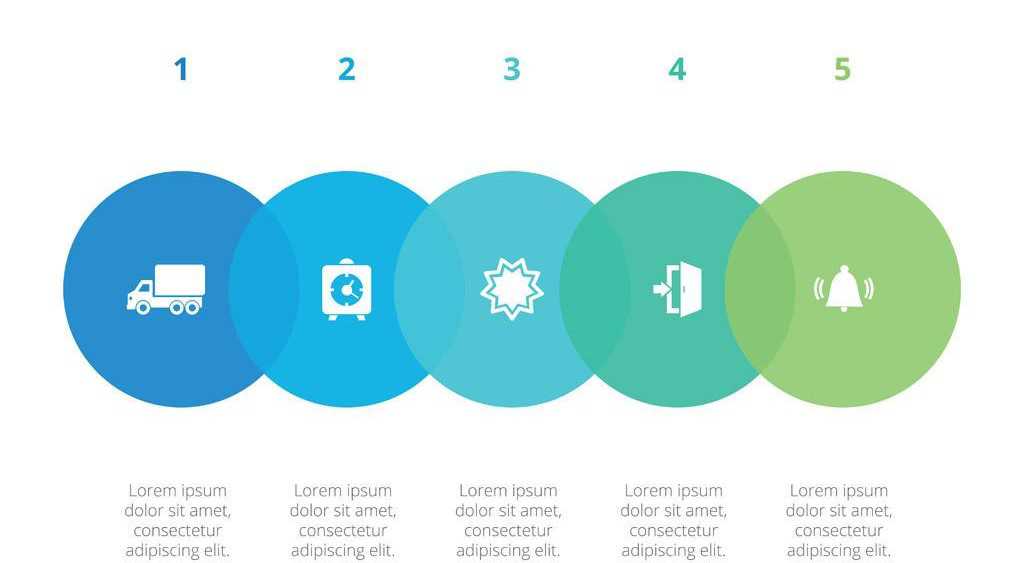 1
2
3
4
5
Lorem ipsum
dolor sit amet,
consectetur
adipiscing elit.
Lorem ipsum
dolor sit amet,
consectetur
adipiscing elit.
Lorem ipsum
dolor sit amet,
consectetur
adipiscing elit.
Lorem ipsum
dolor sit amet,
consectetur
adipiscing elit.
Lorem ipsum
dolor sit amet,
consectetur
adipiscing elit.